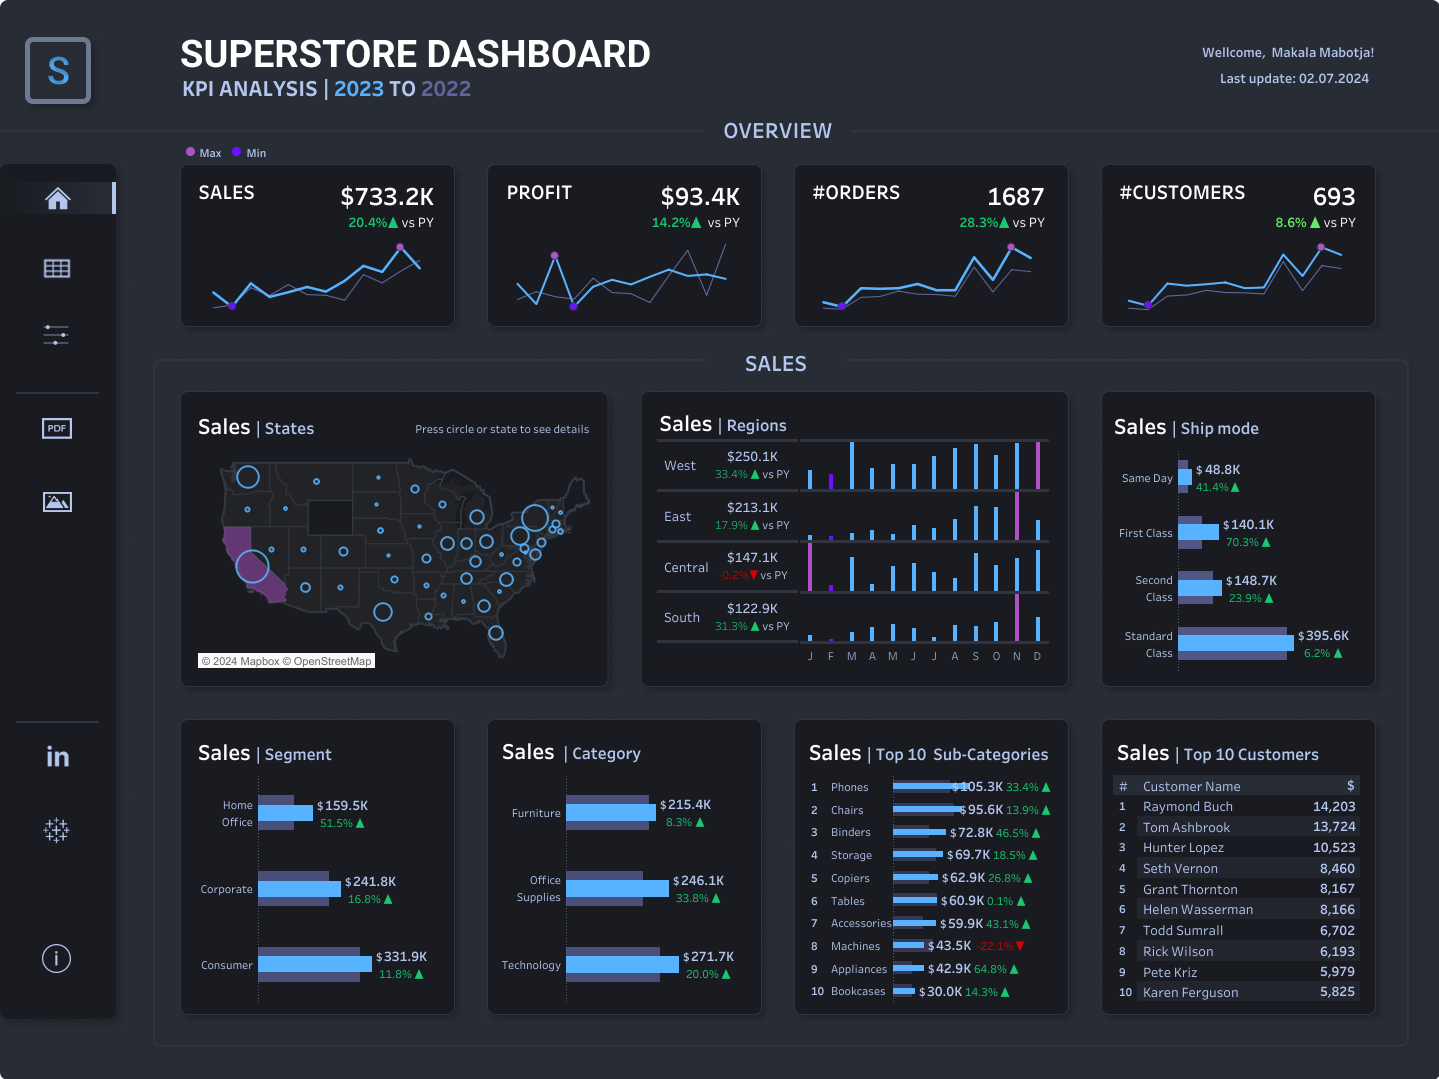 S
SUPERSTORE DASHBOARD
KPI ANALYSIS | 2023 TO 2022
Wellcome, Makala Mabotja!
Last update: 02.07.2024
OVERVIEW
Max Min
SALES $733.2K
20.4%▲ vs PY
PROFIT $93.4K
14.2%▲ vs PY
#ORDERS 1687
28.3%▲ vs PY
#CUSTOMERS 693
8.6% ▲ vs PY
PDF
in
i
SALES
Sales | States Press circle or state to see details
© 2024 Mapbox © OpenStreetMap
Sales | Regions
West $250.1K
33.4% ▲ vs PY
East $213.1K
17.9% ▲ vs PY
Central $147.1K
-0.2%▼ vs PY
South $122.9K
31.3% ▲ vs PY
J F M A M J J A S O N D
Sales | Ship mode
Same Day $ 48.8K
41.4% ▲
First Class $ 140.1K
70.3% ▲
Second Class $ 148.7K
23.9% ▲
Standard Class $ 395.6K
6.2% ▲
Sales | Segment
Home Office $ 159.5K
51.5% ▲
Corporate $ 241.8K
16.8% ▲
Consumer $ 331.9K
11.8% ▲
Sales | Category
Furniture $ 215.4K
8.3% ▲
Office Supplies $ 246.1K
33.8% ▲
Technology $ 271.7K
20.0% ▲
Sales | Top 10 Sub-Categories
1 Phones $ 105.3K 33.4% ▲
2 Chairs $ 95.6K 13.9% ▲
3 Binders $ 72.8K 46.5% ▲
4 Storage $ 69.7K 18.5% ▲
5 Copiers $ 62.9K 26.8% ▲
6 Tables $ 60.9K 0.1% ▲
7 Accessories $ 59.9K 43.1% ▲
8 Machines $ 43.5K -22.1% ▼
9 Appliances $ 42.9K 64.8% ▲
10 Bookcases $ 30.0K 14.3% ▲
Sales | Top 10 Customers
# Customer Name $
1 Raymond Buch 14,203
2 Tom Ashbrook 13,724
3 Hunter Lopez 10,523
4 Seth Vernon 8,460
5 Grant Thornton 8,167
6 Helen Wasserman 8,166
7 Todd Sumrall 6,702
8 Rick Wilson 6,193
9 Pete Kriz 5,979
10 Karen Ferguson 5,825